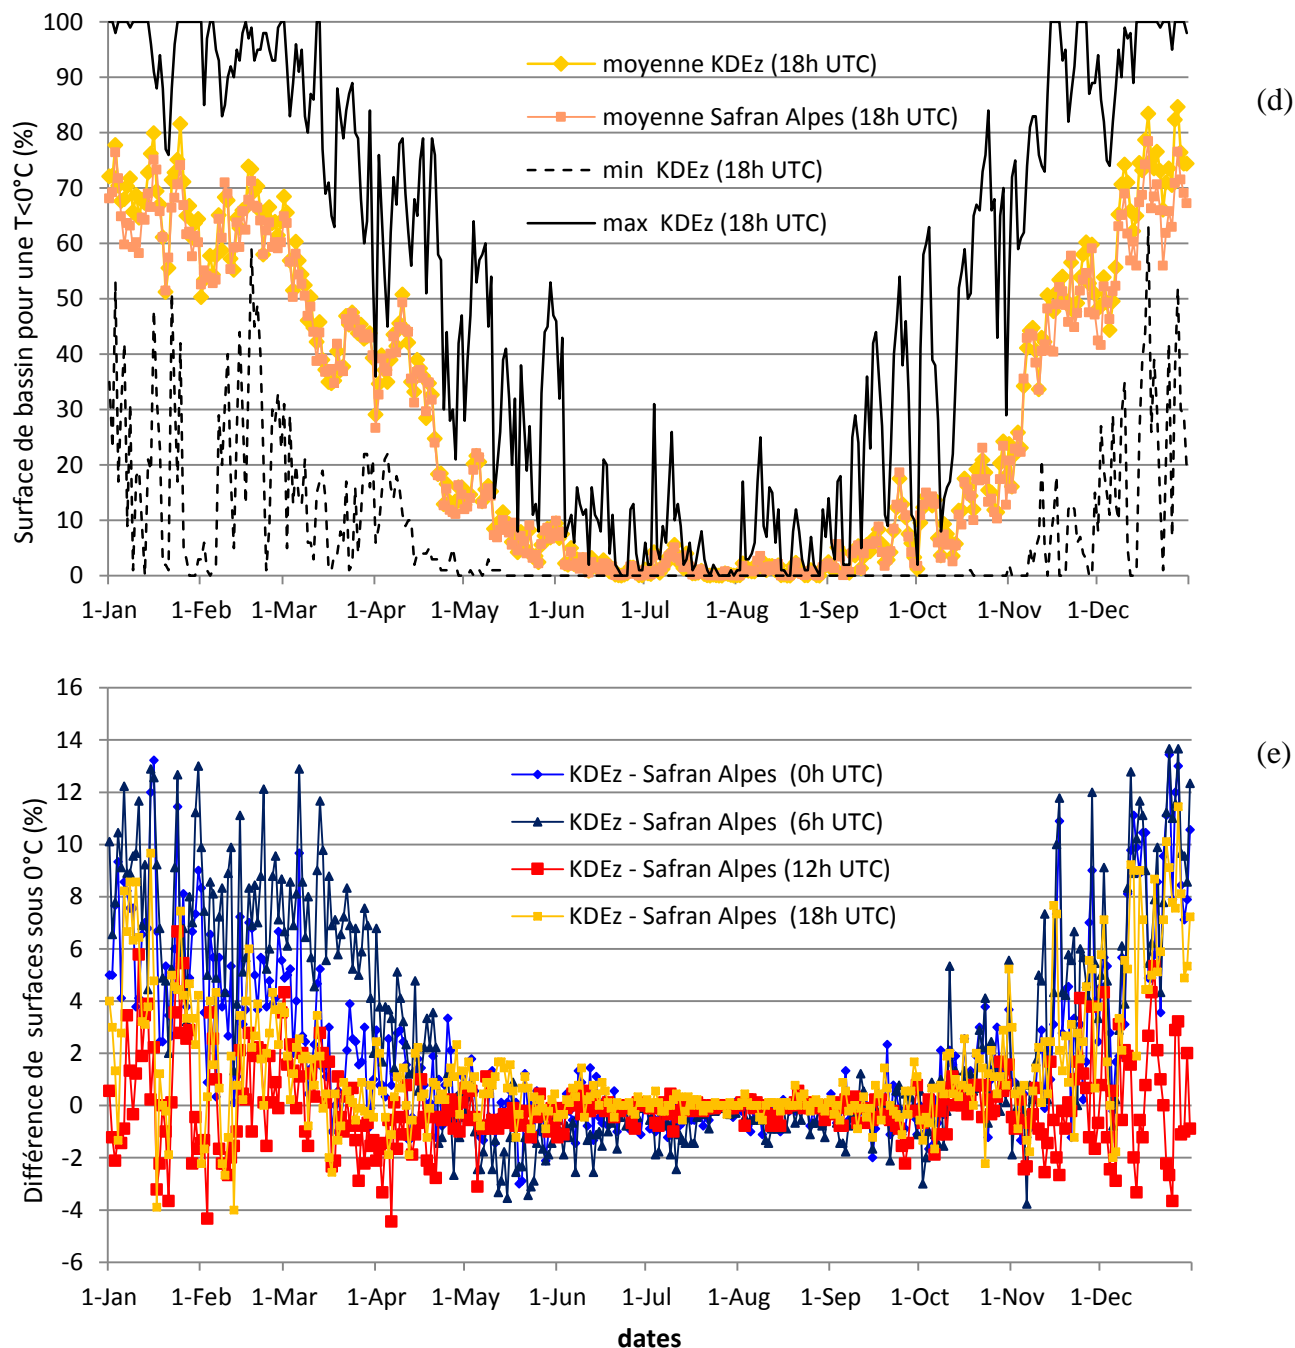 100
90
80
70
60
50
40
30
20
10
0
Surface de bassin pour une T<0°C (%)
moyenne KDEz (18h UTC)
moyenne Safran Alpes (18h UTC)
min KDEz (18h UTC)
max KDEz (18h UTC)
(d)
1-Jan 1-Feb 1-Mar 1-Apr 1-May 1-Jun 1-Jul 1-Aug 1-Sep 1-Oct 1-Nov 1-Dec
16
14
12
10
8
6
4
2
0
-2
-4
-6
Différence de surfaces sous 0°C (%)
KDEz - Safran Alpes (0h UTC)
KDEz - Safran Alpes (6h UTC)
KDEz - Safran Alpes (12h UTC)
KDEz - Safran Alpes (18h UTC)
(e)
1-Jan 1-Feb 1-Mar 1-Apr 1-May 1-Jun 1-Jul 1-Aug 1-Sep 1-Oct 1-Nov 1-Dec
dates